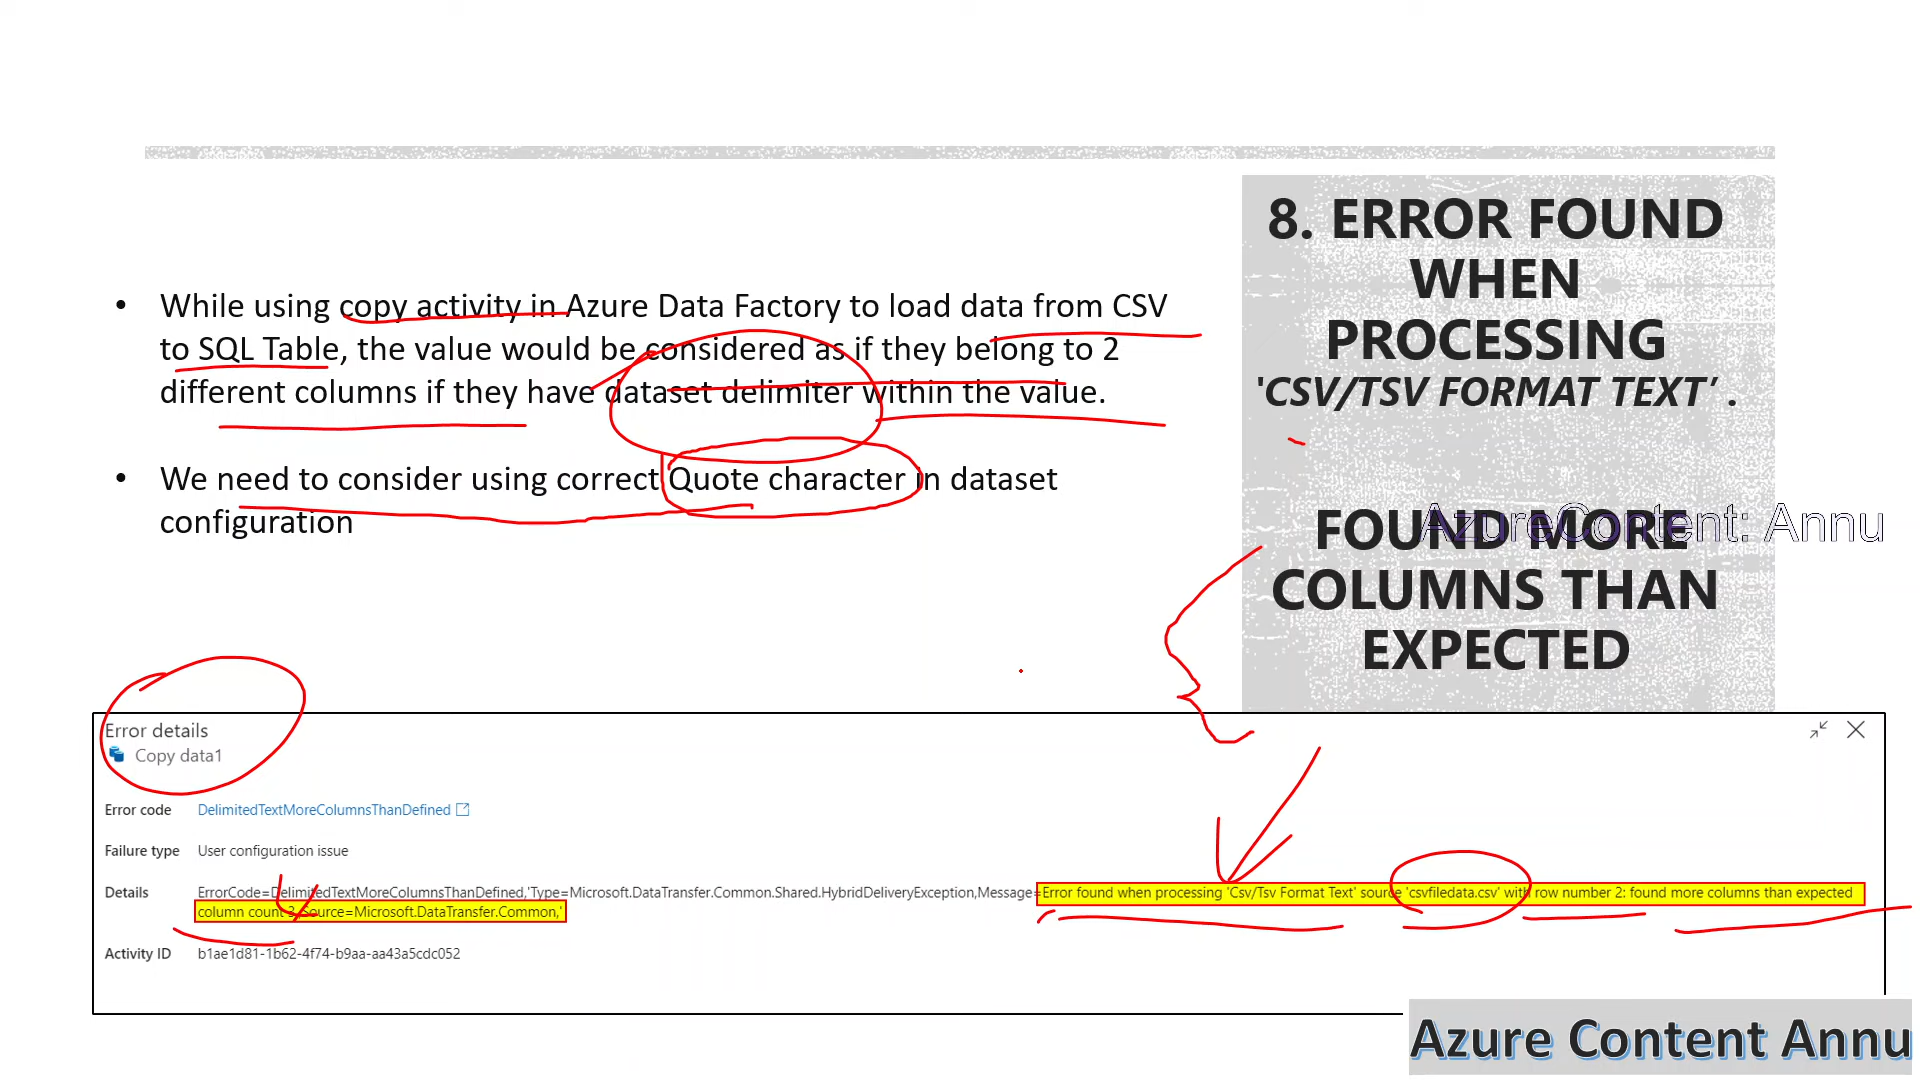 8. ERROR FOUND
WHEN
PROCESSING
'CSV/TSV FORMAT TEXT’ .
FOUND MORE
COLUMNS THAN
EXPECTED
AzureContent: Annu
• While using copy activity in Azure Data Factory to load data from CSV
to SQL Table, the value would be considered as if they belong to 2
different columns if they have dataset delimiter within the value.
• We need to consider using correct Quote character in dataset
configuration
Error details
Copy data1
Error code DelimitedTextMoreColumnsThanDefined
Failure type User configuration issue
Details ErrorCode=DelimitedTextMoreColumnsThanDefined,'Type=Microsoft.DataTransfer.Common.Shared.HybridDeliveryException,Message=Error found when processing 'Csv/Tsv Format Text' source 'csvfiledata.csv' with row number 2: found more columns than expected
column count 3.,Source=Microsoft.DataTransfer.Common,'
Activity ID b1ae1d81-1b62-4f74-b9aa-aa43a5cdc052
Azure Content Annu